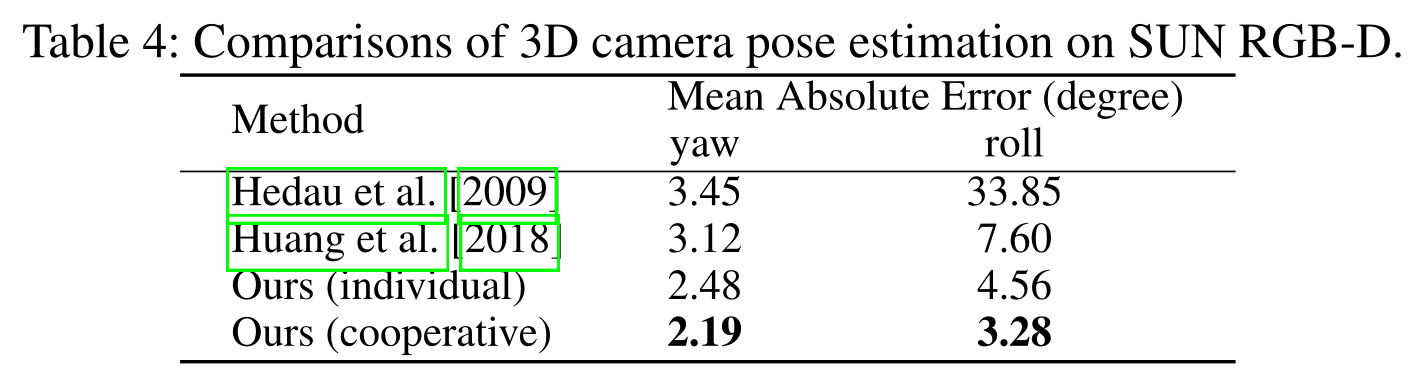 Table 4: Comparisons of 3D camera pose estimation on SUN RGB-D.
Method Mean Absolute Error (degree)
yaw roll
Hedau et al. [2009] 3.45 33.85
Huang et al. [2018] 3.12 7.60
Ours (individual) 2.48 4.56
Ours (cooperative) 2.19 3.28